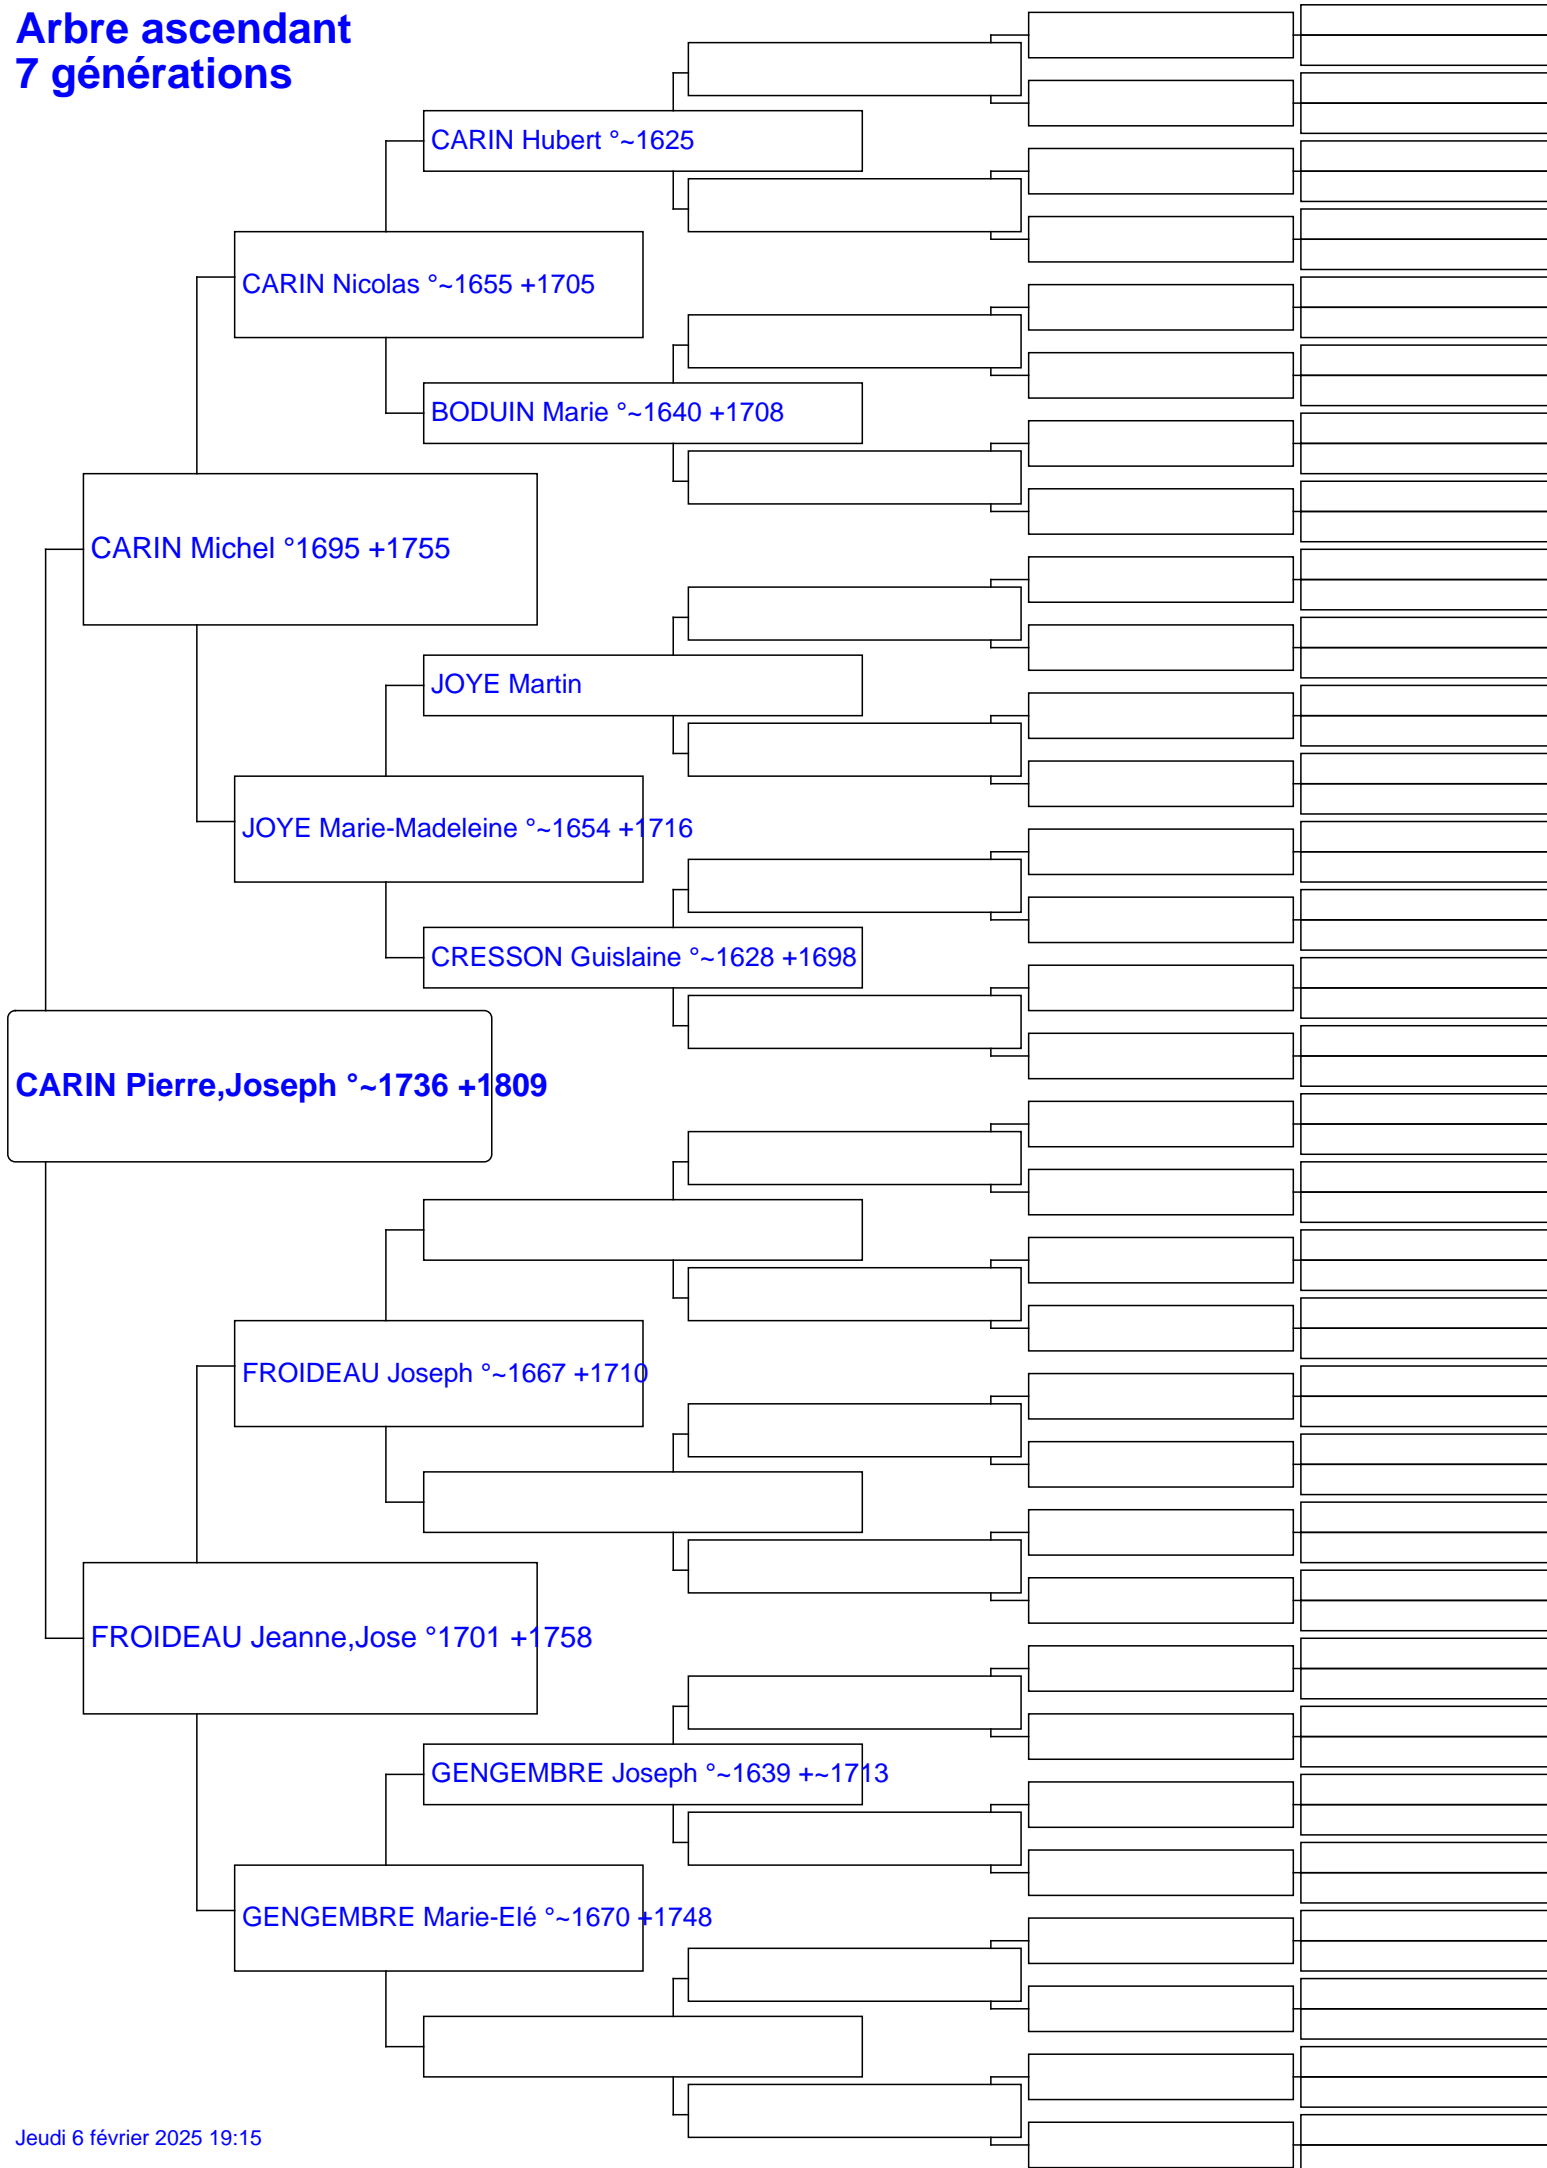 Arbre ascendant
7 générations
CARIN Hubert °~1625
CARIN Nicolas °~1655 +1705
BODUIN Marie °~1640 +1708
CARIN Michel °1695 +1755
JOYE Martin
JOYE Marie-Madeleine °~1654 +1716
CRESSON Guislaine °~1628 +1698
CARIN Pierre,Joseph °~1736 +1809
FROIDEAU Joseph °~1667 +1710
FROIDEAU Jeanne,Jose °1701 +1758
GENGEMBRE Joseph °~1639 +~1713
GENGEMBRE Marie-Elé °~1670 +1748
Jeudi 6 février 2025 19:15